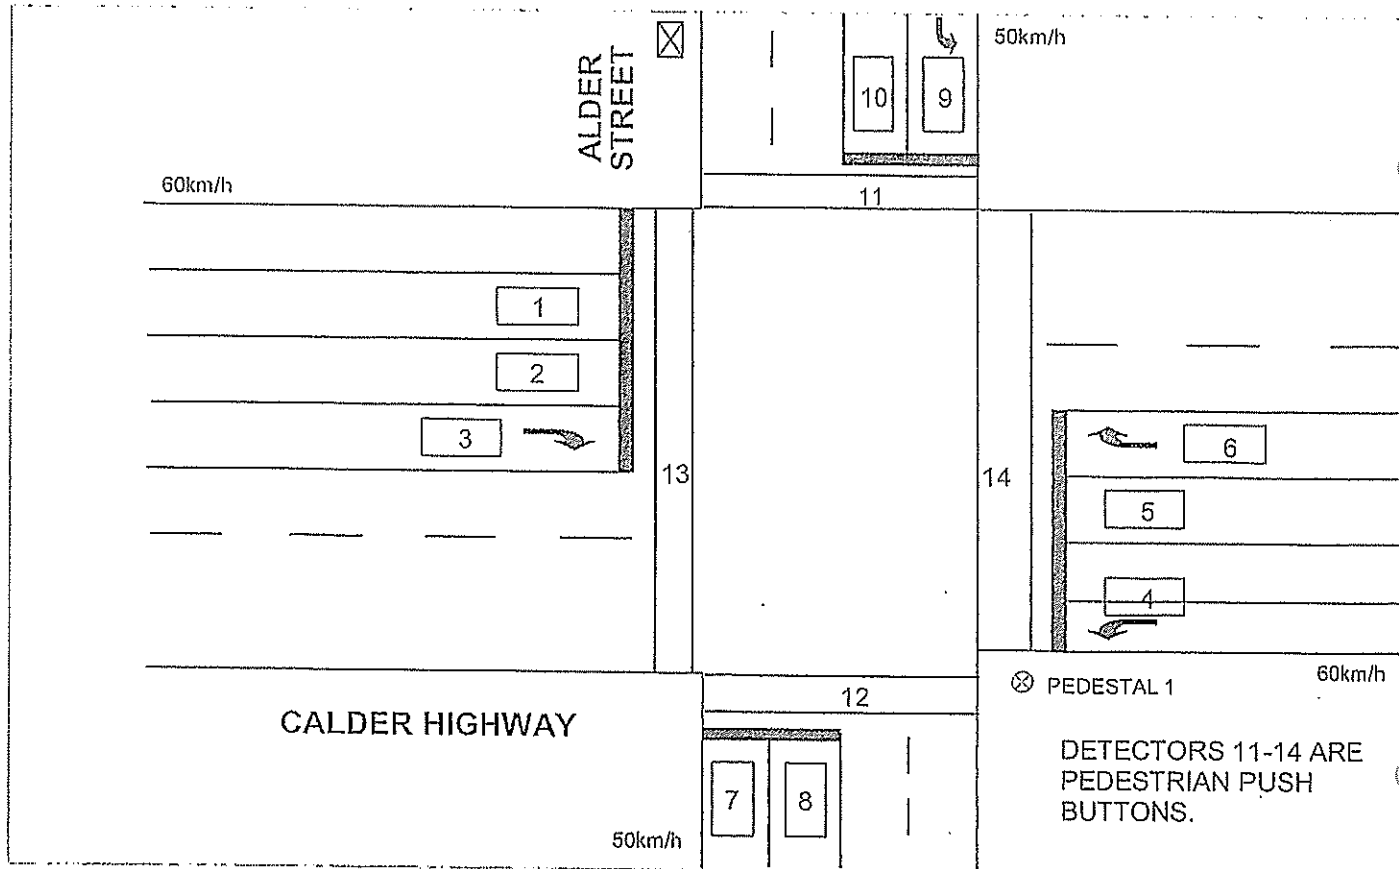 50km/h
ALDER
STREET
10
9
60km/h
11
1
2
3
13
14
6
5
4
12
PEDESTAL 1
60km/h
CALDER HIGHWAY
DETECTORS 11-14 ARE
PEDESTRIAN PUSH
BUTTONS.
7
8
50km/h